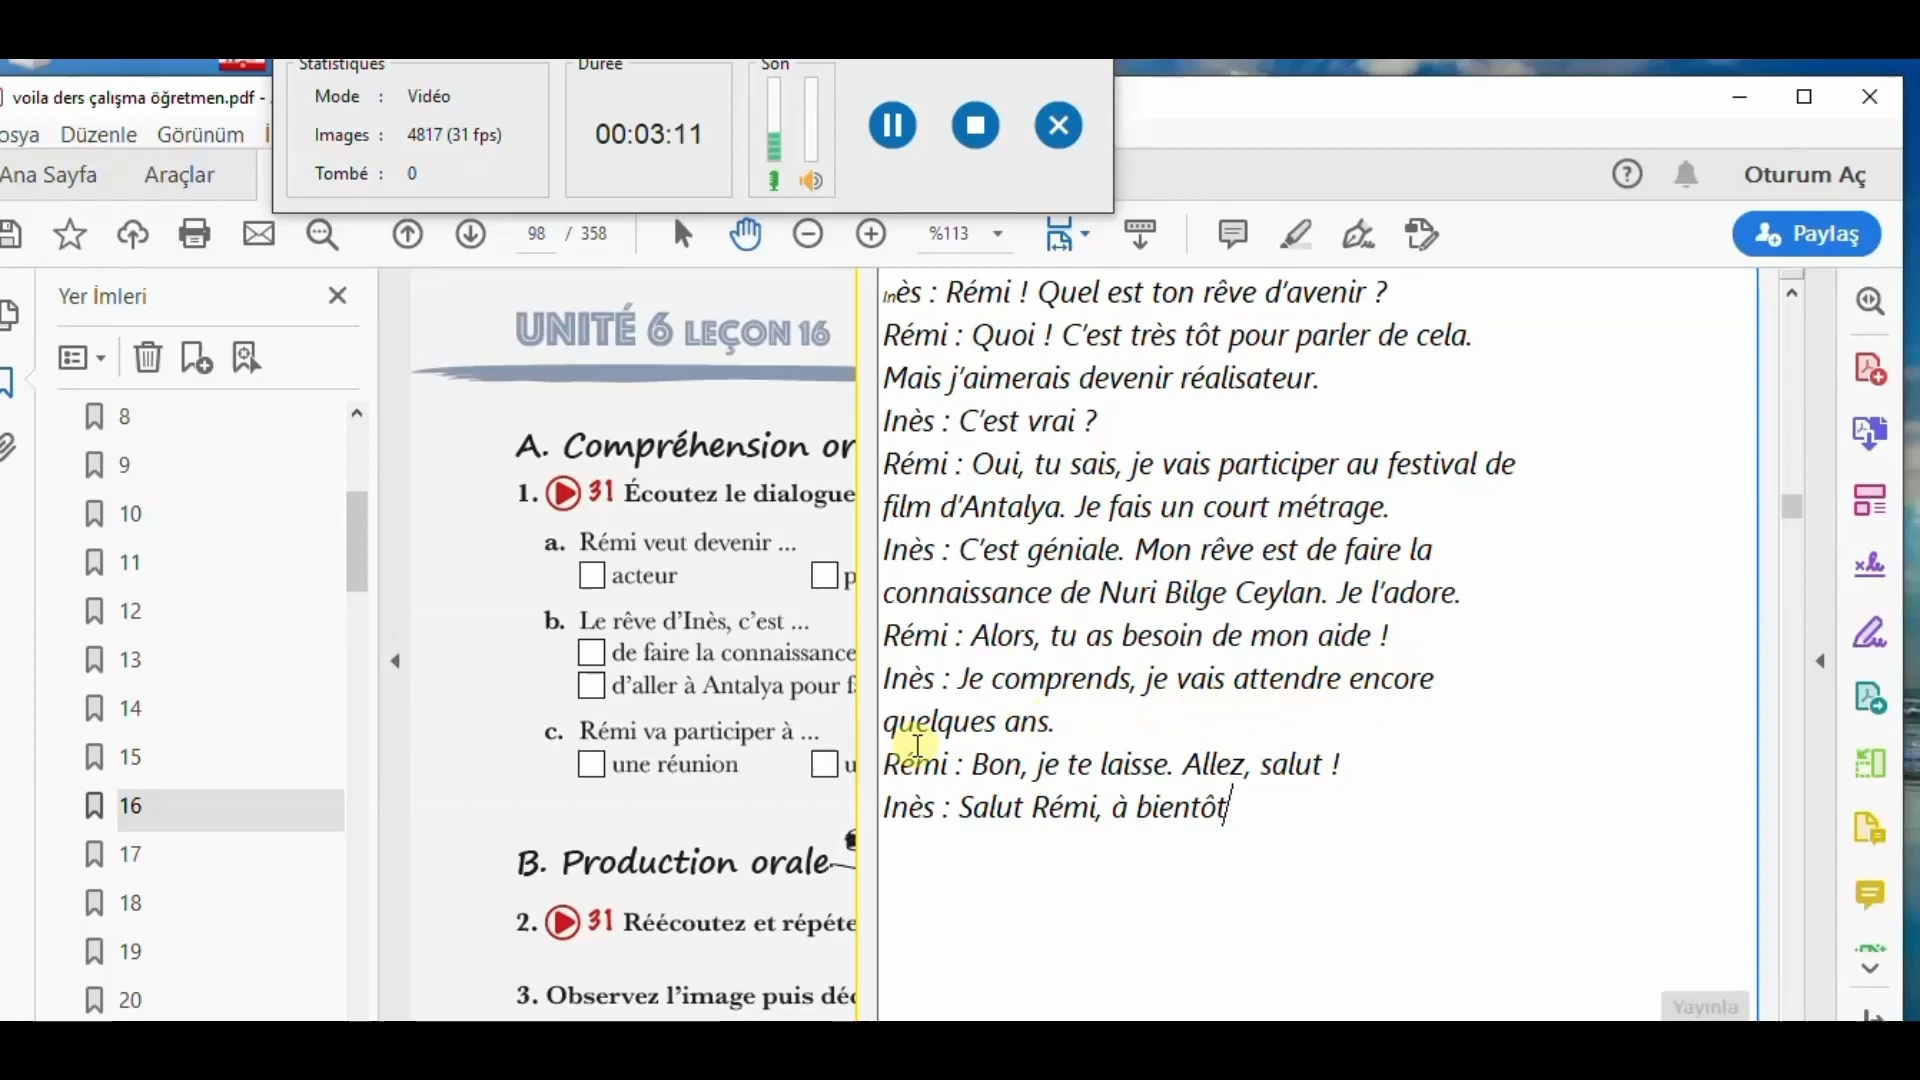 Statistiques
Mode : Vidéo
Images : 4817 (31 fps)
Tombé : 0
Durée
00:03:11
Son
voila ders çalışma öğretmen.pdf -
osya Düzenle Görünüm
Ana Sayfa Araçlar
Oturum Aç
98 / 358
%113
Paylaş
Yer İmleri
8
9
10
11
12
13
14
15
16
17
18
19
20
UNITÉ 6 LEÇON 16
A. Compréhension or
1. 31 Écoutez le dialogue
a. Rémi veut devenir ...
acteur p
b. Le rêve d'Inès, c'est ...
de faire la connaissance
d'aller à Antalya pour f
c. Rémi va participer à ...
une réunion u
B. Production orale
2. 31 Réécoutez et répéte
3. Observez l'image puis déc
Inès : Rémi ! Quel est ton rêve d'avenir ?
Rémi : Quoi ! C'est très tôt pour parler de cela.
Mais j'aimerais devenir réalisateur.
Inès : C'est vrai ?
Rémi : Oui, tu sais, je vais participer au festival de
film d'Antalya. Je fais un court métrage.
Inès : C'est géniale. Mon rêve est de faire la
connaissance de Nuri Bilge Ceylan. Je l'adore.
Rémi : Alors, tu as besoin de mon aide !
Inès : Je comprends, je vais attendre encore
quelques ans.
Rémi : Bon, je te laisse. Allez, salut !
Inès : Salut Rémi, à bientôt
Yayınla